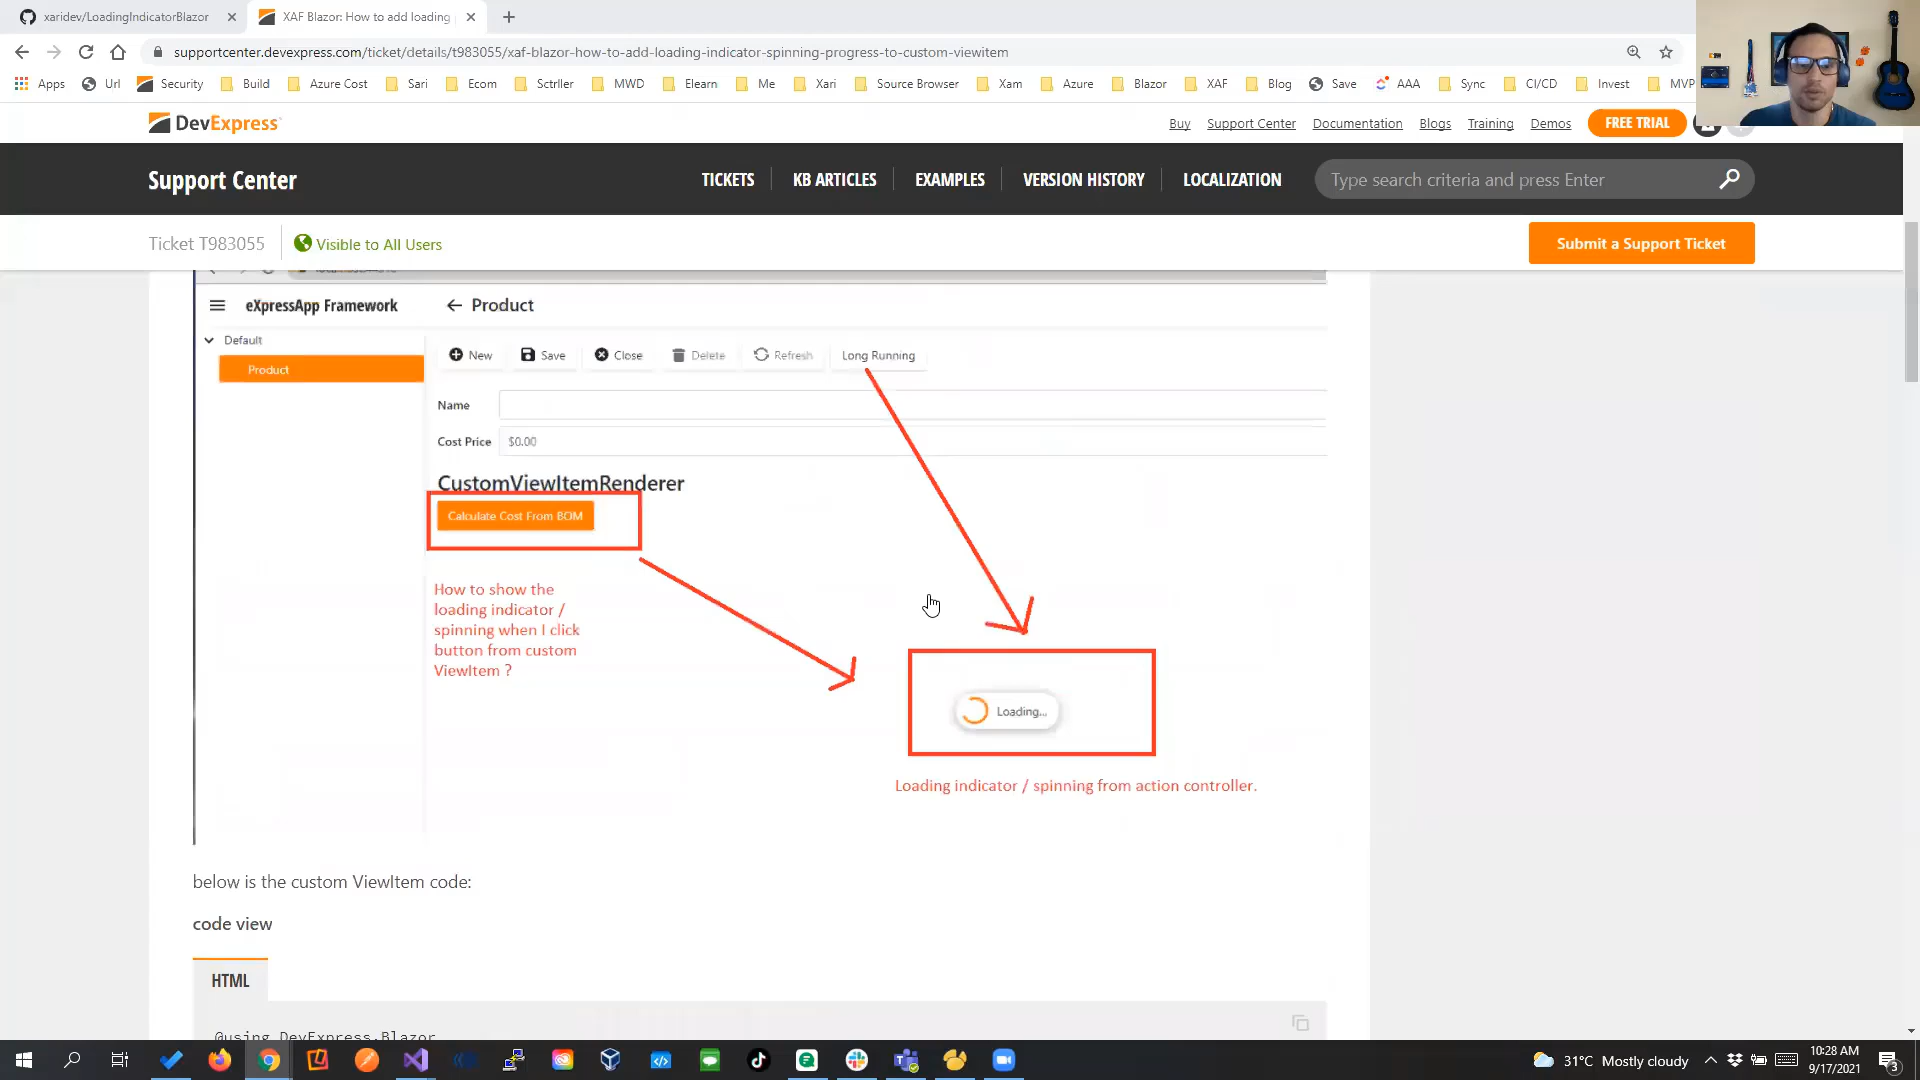 xaridev/LoadingIndicatorBlazor
XAF Blazor: How to add loading
supportcenter.devexpress.com/ticket/details/t983055/xaf-blazor-how-to-add-loading-indicator-spinning-progress-to-custom-viewitem
Apps Url Security Build Azure Cost Sari Ecom Sctrller MWD Elearn Me Xari Source Browser Xam Azure Blazor XAF Blog Save AAA Sync CI/CD Invest MVP
DevExpress
Buy Support Center Documentation Blogs Training Demos FREE TRIAL
Support Center
TICKETS KB ARTICLES EXAMPLES VERSION HISTORY LOCALIZATION
Type search criteria and press Enter
Ticket T983055 Visible to All Users
Submit a Support Ticket
eXpressApp Framework
Product
Default
Product
New Save Close Delete Refresh Long Running
Name
Cost Price $0.00
CustomViewItemRenderer
Calculate Cost From BOM
How to show the
loading indicator /
spinning when I click
button from custom
ViewItem ?
Loading...
Loading indicator / spinning from action controller.
below is the custom ViewItem code:
code view
HTML
@using DevExpress.Blazor
31°C Mostly cloudy
10:28 AM
9/17/2021
3